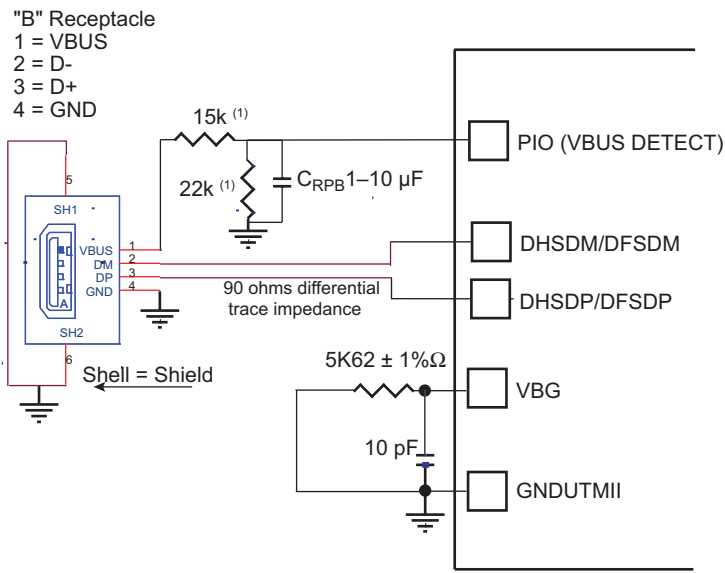 "B" Receptacle
1 = VBUS
2 = D-
3 = D+
4 = GND
15k (1)
PIO (VBUS DETECT)
22k (1)
CRPB 1–10 µF
5
SH1
VBUS 1
DM 2
DP 3
GND 4
A
SH2
6
DHSDM/DFSDM
90 ohms differential
trace impedance
DHSDP/DFSDP
Shell = Shield
5K62 ± 1%Ω
VBG
10 pF
GNDUTMII